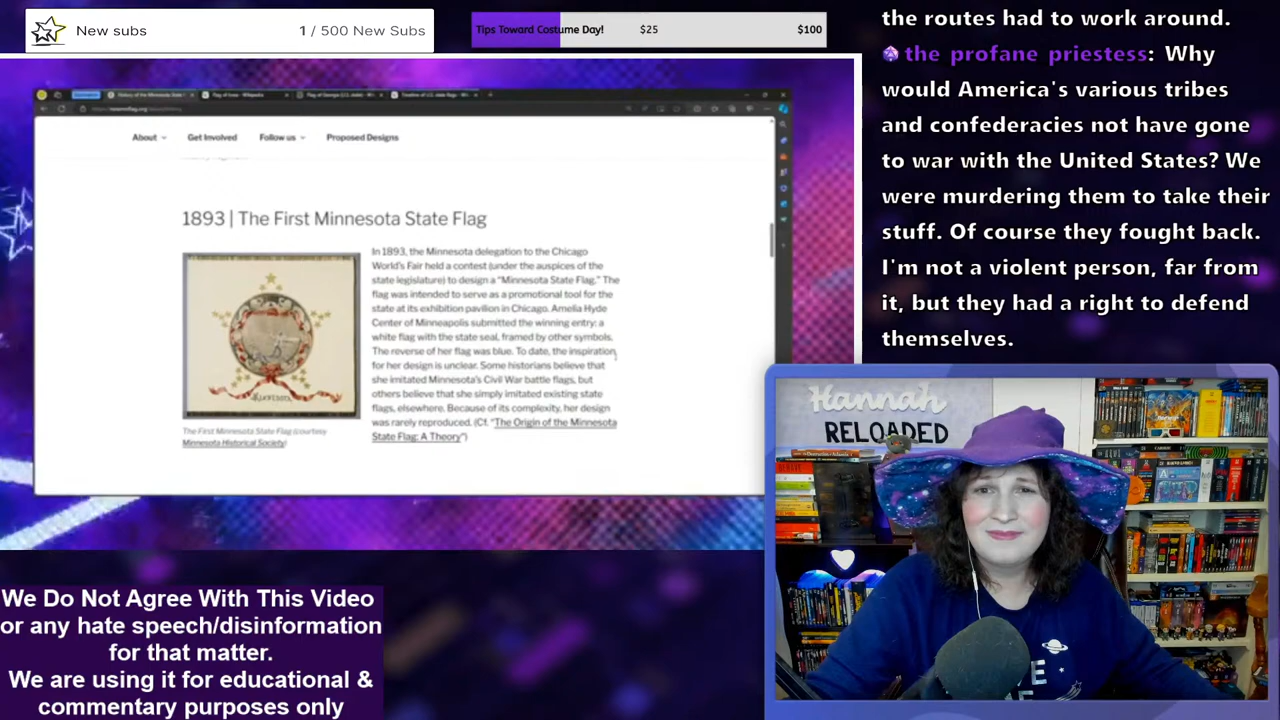 New subs
1 / 500 New Subs
Tips Toward Costume Day!
$25
$100
About
Get Involved
Follow us
Proposed Designs
1893 | The First Minnesota State Flag
In 1893, the Minnesota delegation to the Chicago
World's Fair held a contest (under the auspices of the
state legislature) to design a "Minnesota State Flag." The
flag was intended to serve as a promotional tool for the
state at its exhibition pavilion in Chicago. Amelia Hyde
Center of Minneapolis submitted the winning entry: a
white flag with the state seal, framed by other symbols.
The reverse of her flag was blue. To date, the inspiration
for her design is unclear. Some historians believe that
she imitated Minnesota's Civil War battle flags, but
others believe that she simply imitated existing state
flags, elsewhere. Because of its complexity, her design
was rarely reproduced. (Cf. "The Origin of the Minnesota
State Flag: A Theory")
The First Minnesota State Flag (courtesy
Minnesota Historical Society)
the routes had to work around.
the profane priestess: Why
would America's various tribes
and confederacies not have gone
to war with the United States? We
were murdering them to take their
stuff. Of course they fought back.
I'm not a violent person, far from
it, but they had a right to defend
themselves.
Hannah
RELOADED
We Do Not Agree With This Video
or any hate speech/disinformation
for that matter.
We are using it for educational &
commentary purposes only